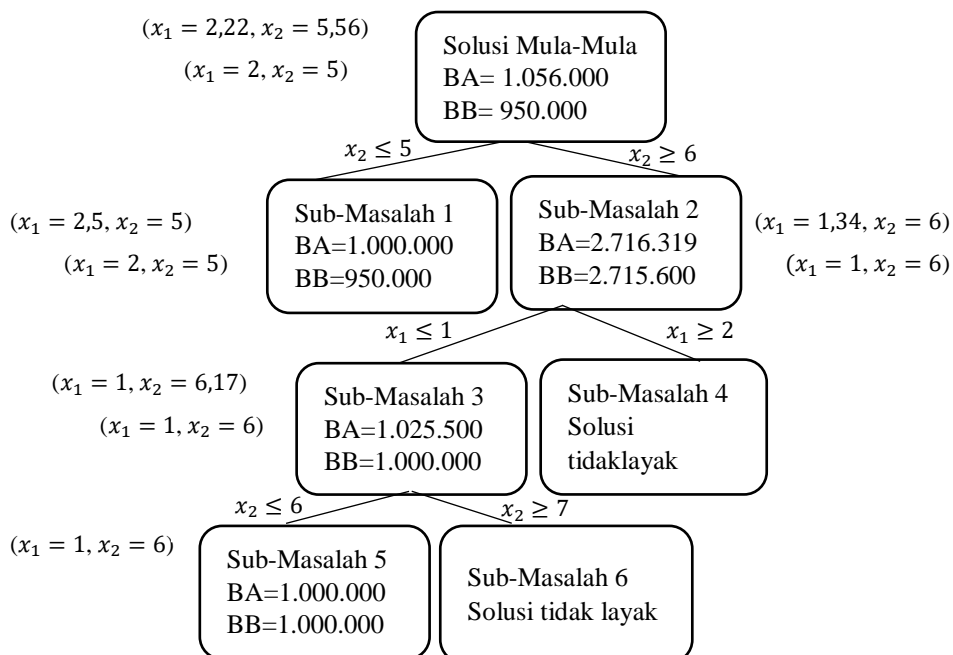 (x₁ = 2,22, x₂ = 5,56)
(x₁ = 2, x₂ = 5)
Solusi Mula-Mula
BA= 1.056.000
BB= 950.000
x₂ ≤ 5
x₂ ≥ 6
(x₁ = 2,5, x₂ = 5)
(x₁ = 2, x₂ = 5)
Sub-Masalah 1
BA=1.000.000
BB=950.000
Sub-Masalah 2
BA=2.716.319
BB=2.715.600
(x₁ = 1,34, x₂ = 6)
(x₁ = 1, x₂ = 6)
x₁ ≤ 1
x₁ ≥ 2
(x₁ = 1, x₂ = 6,17)
(x₁ = 1, x₂ = 6)
Sub-Masalah 3
BA=1.025.500
BB=1.000.000
Sub-Masalah 4
Solusi
tidaklayak
x₂ ≤ 6
x₂ ≥ 7
(x₁ = 1, x₂ = 6)
Sub-Masalah 5
BA=1.000.000
BB=1.000.000
Sub-Masalah 6
Solusi tidak layak